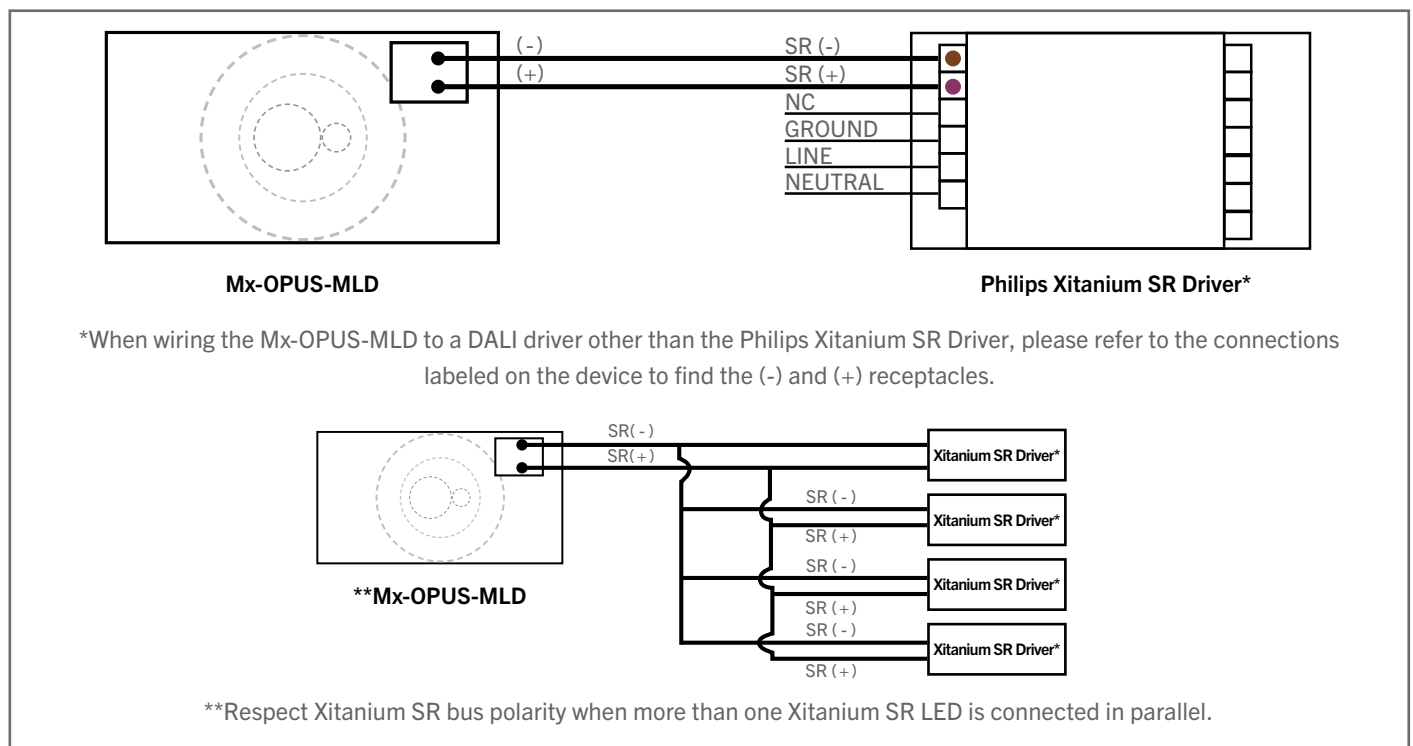 (-) SR (-)
(+) SR (+)
NC
GROUND
LINE
NEUTRAL
Mx-OPUS-MLD Philips Xitanium SR Driver*
*When wiring the Mx-OPUS-MLD to a DALI driver other than the Philips Xitanium SR Driver, please refer to the connections
labeled on the device to find the (-) and (+) receptacles.
SR(-)
SR(+)
Xitanium SR Driver*
SR (-)
Xitanium SR Driver*
SR (+)
SR (-)
Xitanium SR Driver*
**Mx-OPUS-MLD
SR (+)
SR (-)
Xitanium SR Driver*
SR (+)
**Respect Xitanium SR bus polarity when more than one Xitanium SR LED is connected in parallel.